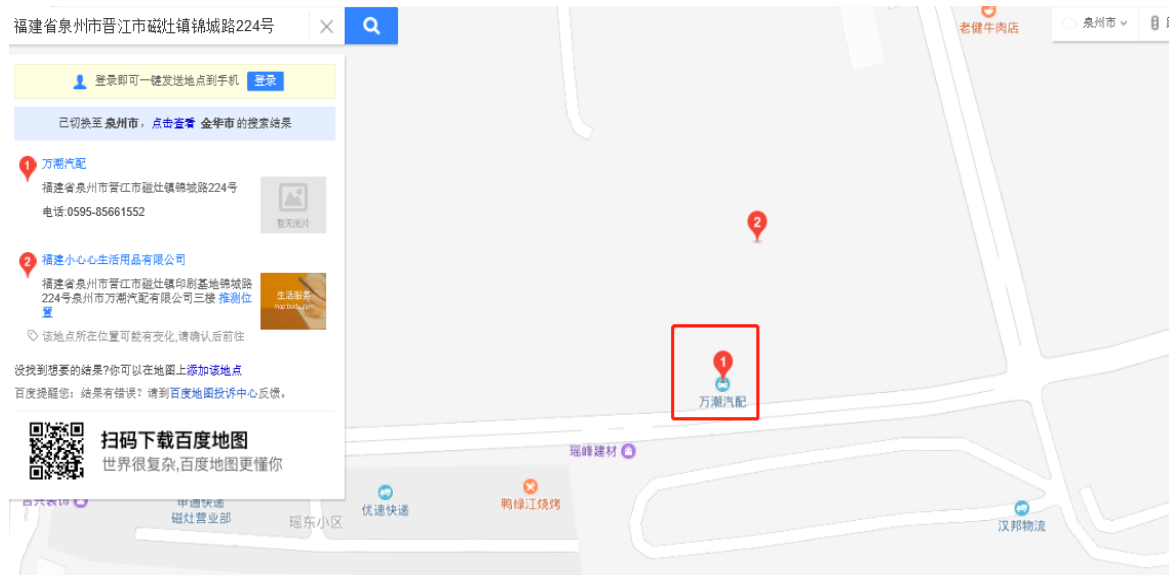 福建省泉州市晋江市磁灶镇锦城路224号
登录即可一键发送地点到手机 登录
已切换至 泉州市，点击查看 金华市 的搜索结果
1 万潮汽配
福建省泉州市晋江市磁灶镇锦城路224号
电话:0595-85661552
暂无图片
2 福建小心心生活用品有限公司
福建省泉州市晋江市磁灶镇印刷基地锦城路
224号泉州市万潮汽配有限公司三楼 推测位
置
生活服务
map.baidu.com
该地点所在位置可能有变化,请确认后前往
没找到想要的结果?你可以在地图上添加该地点
百度提醒您：结果有错误？请到百度地图投诉中心反馈。
扫码下载百度地图
世界很复杂,百度地图更懂你
老健牛肉店
泉州市
2
1
万潮汽配
瑶峰建材
申通快递
磁灶营业部
瑶东小区
优速快递
鸭绿江烧烤
汉邦物流